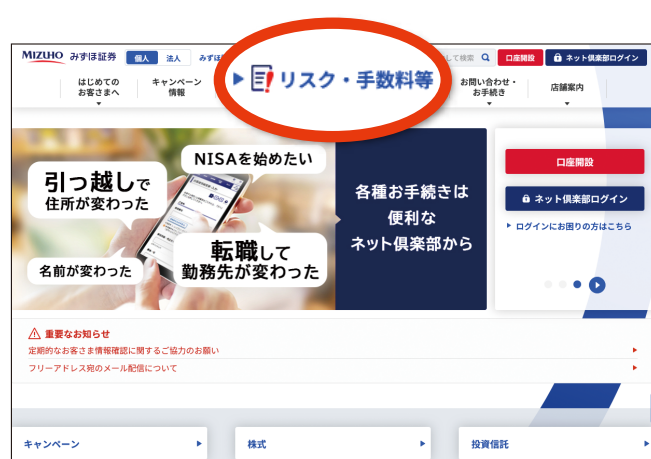 MIZUHO みずほ証券 個人 法人 みずほ
リスク・手数料等
して検索 口座開設 ネット倶楽部ログイン
はじめての
お客さまへ
キャンペーン
情報
お問い合わせ・
お手続き
店舗案内
NISAを始めたい
引っ越しで
住所が変わった
転職して
勤務先が変わった
名前が変わった
各種お手続きは
便利な
ネット倶楽部から
口座開設
ネット倶楽部ログイン
ログインにお困りの方はこちら
重要なお知らせ
定期的なお客さま情報確認に関するご協力のお願い
フリーアドレス宛のメール配信について
キャンペーン
株式
投資信託